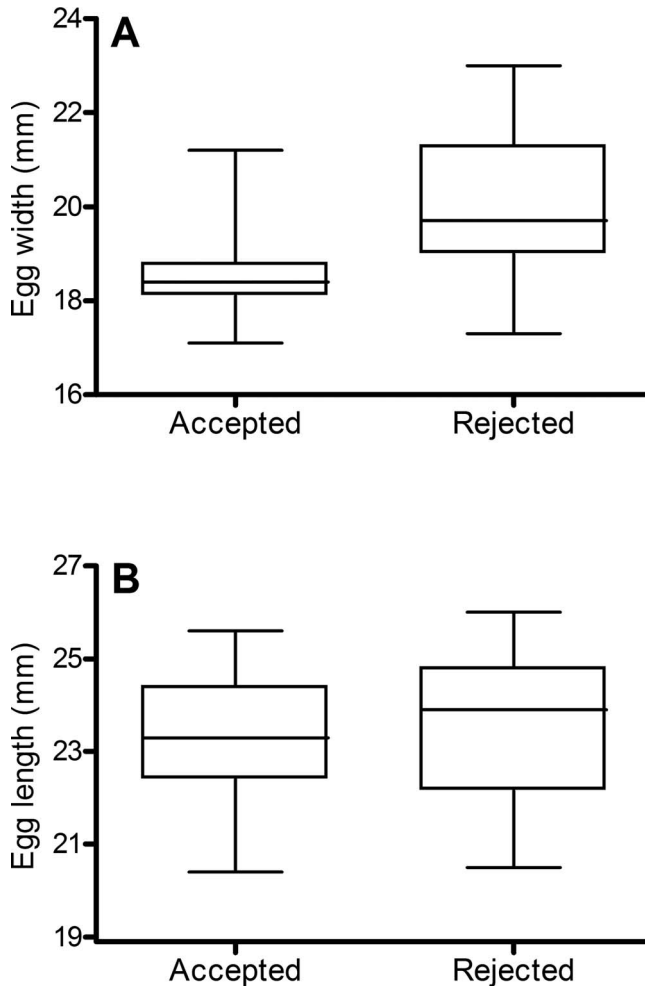 A
Egg width (mm)
24
22
20
18
16
Accepted Rejected
B
Egg length (mm)
27
25
23
21
19
Accepted Rejected